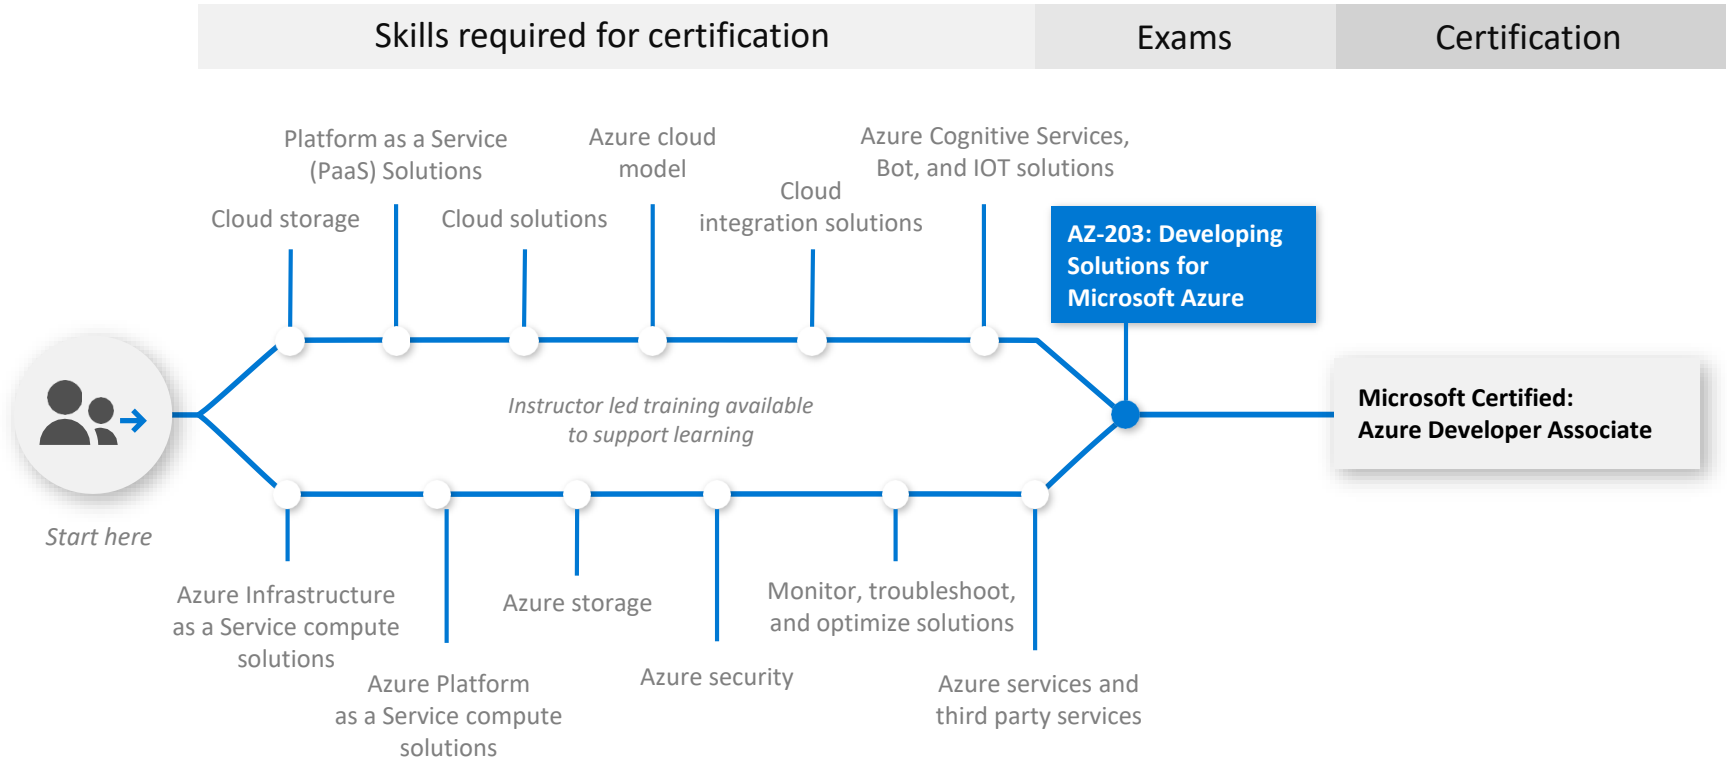 Skills required for certification
Exams
Certification
Platform as a Service
(PaaS) Solutions
Azure cloud
model
Azure Cognitive Services,
Bot, and IOT solutions
Cloud storage
Cloud solutions
Cloud
integration solutions
AZ-203: Developing
Solutions for
Microsoft Azure
Instructor led training available
to support learning
Microsoft Certified:
Azure Developer Associate
Start here
Azure Infrastructure
as a Service compute
solutions
Azure Platform
as a Service compute
solutions
Azure storage
Azure security
Monitor, troubleshoot,
and optimize solutions
Azure services and
third party services